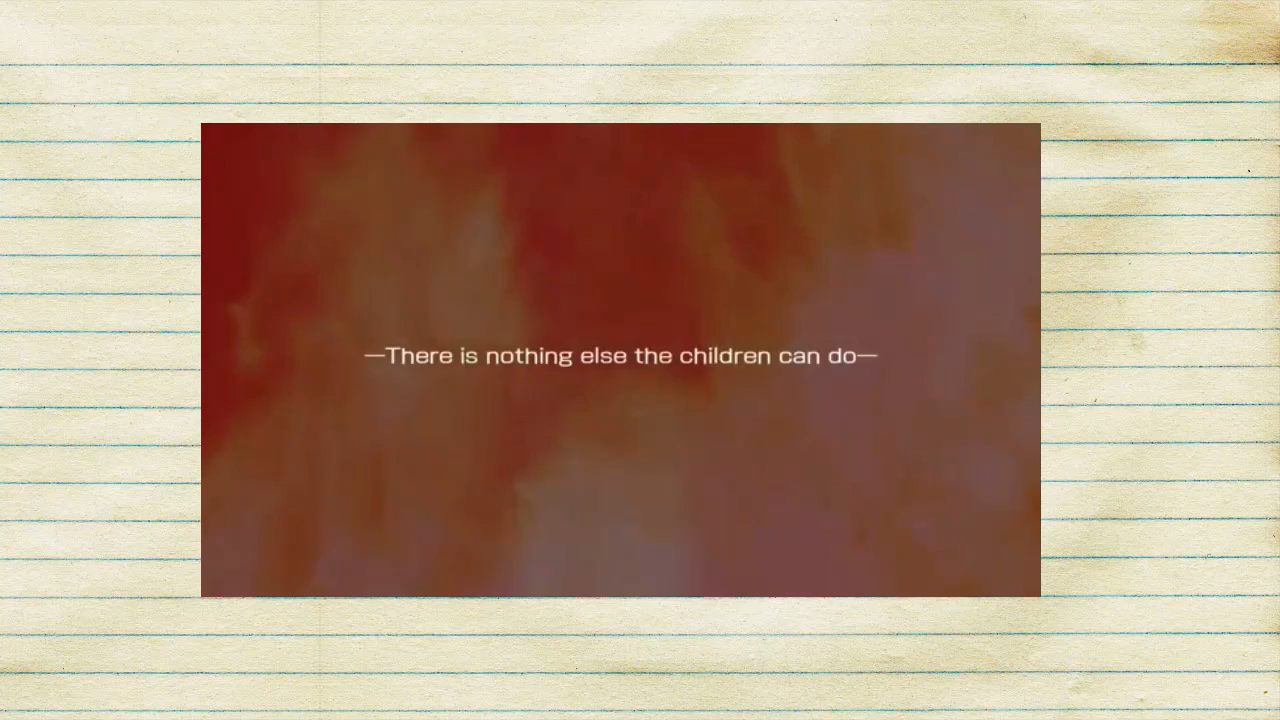 —There is nothing else the children can do—